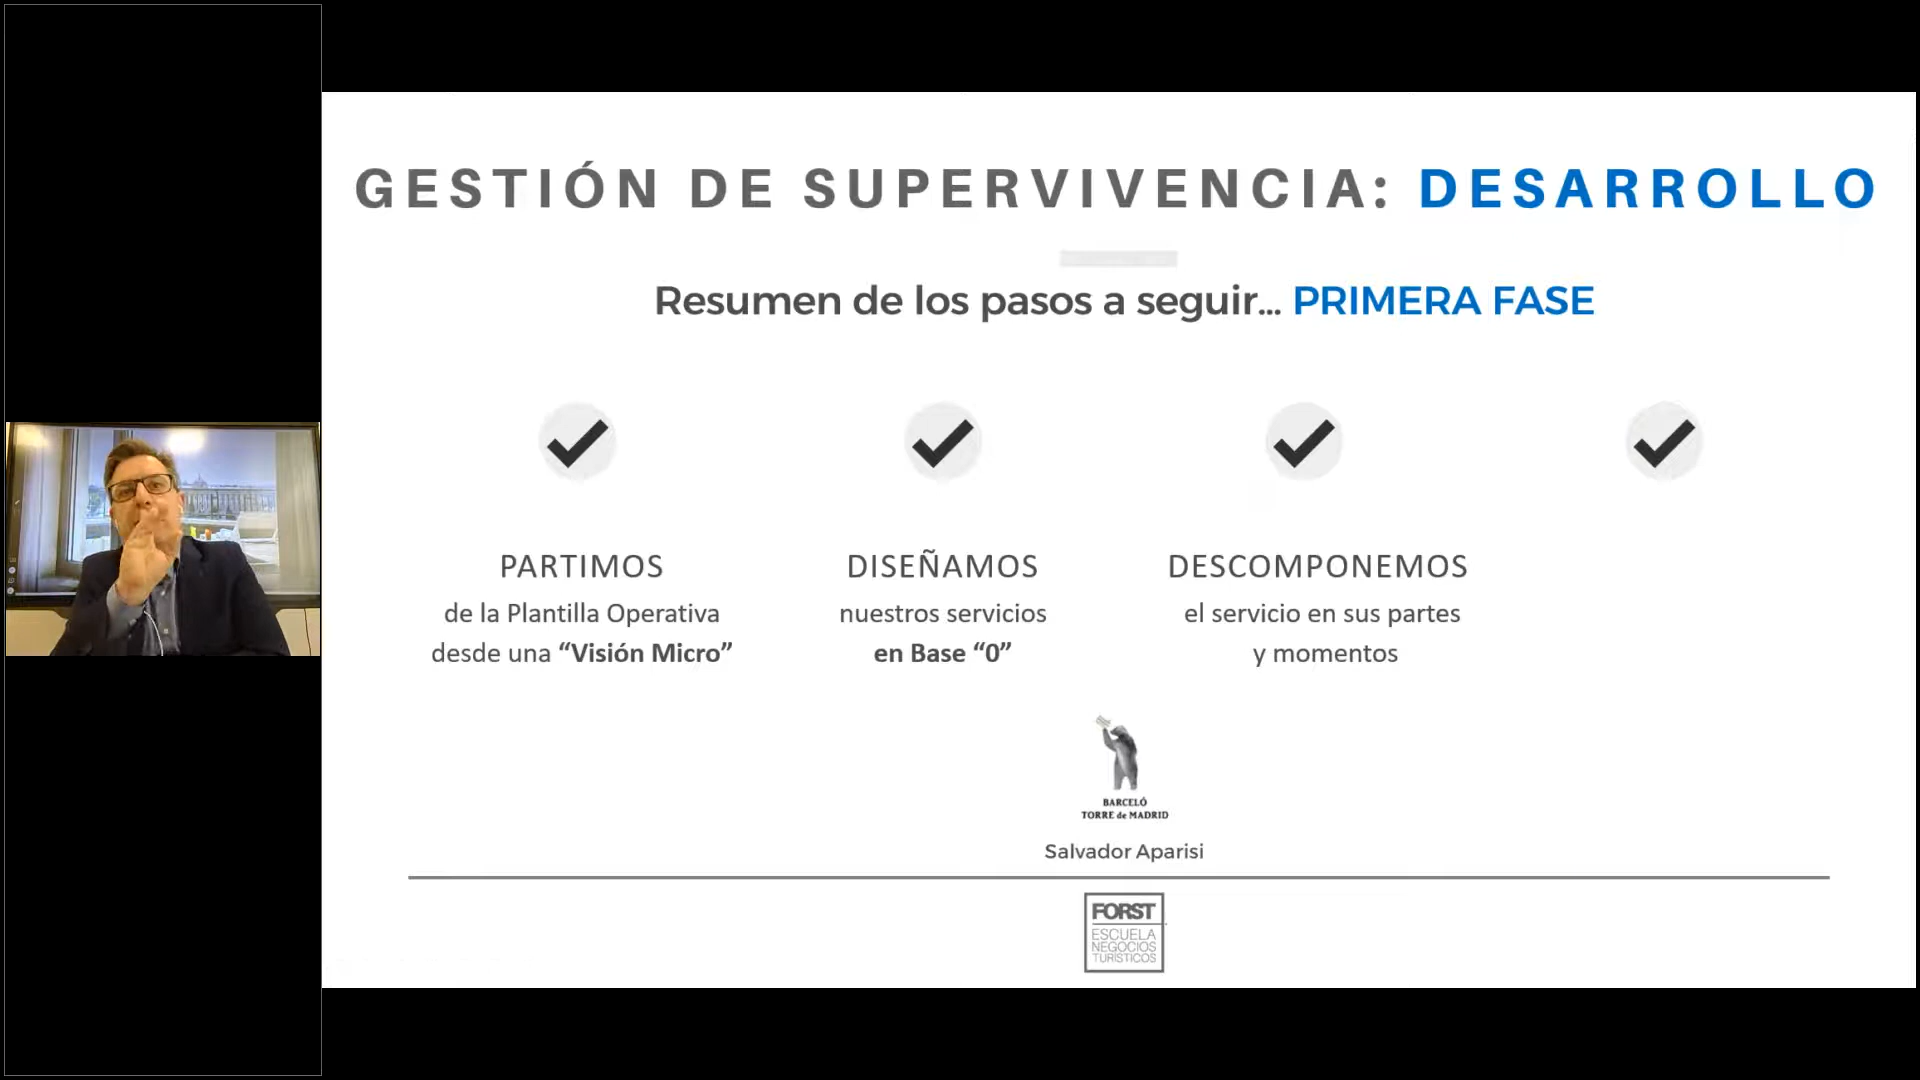 GESTIÓN DE SUPERVIVENCIA: DESARROLLO
Resumen de los pasos a seguir... PRIMERA FASE
PARTIMOS
de la Plantilla Operativa
desde una “Visión Micro”
DISEÑAMOS
nuestros servicios
en Base “0”
DESCOMPONEMOS
el servicio en sus partes
y momentos
BARCELÓ
TORRE de MADRID
Salvador Aparisi
FORST
ESCUELA
NEGOCIOS
TURÍSTICOS